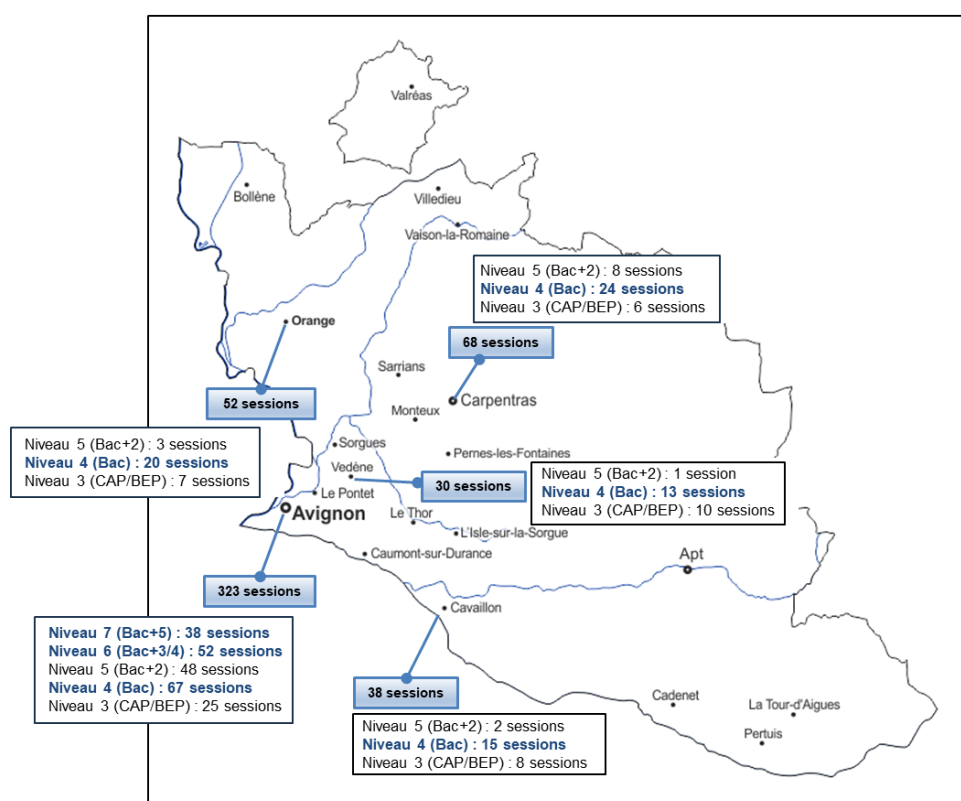 Valréas
Bollène
Villedieu
Vaison-la-Romaine
Niveau 5 (Bac+2) : 8 sessions
Niveau 4 (Bac) : 24 sessions
Niveau 3 (CAP/BEP) : 6 sessions
Orange
68 sessions
Sarrians
52 sessions
Carpentras
Monteux
Niveau 5 (Bac+2) : 3 sessions
Niveau 4 (Bac) : 20 sessions
Niveau 3 (CAP/BEP) : 7 sessions
Sorgues
Pernes-les-Fontaines
Vedène
30 sessions
Niveau 5 (Bac+2) : 1 session
Niveau 4 (Bac) : 13 sessions
Niveau 3 (CAP/BEP) : 10 sessions
Le Pontet
Avignon
Le Thor
L'Isle-sur-la-Sorgue
Caumont-sur-Durance
Apt
323 sessions
Cavaillon
Niveau 7 (Bac+5) : 38 sessions
Niveau 6 (Bac+3/4) : 52 sessions
Niveau 5 (Bac+2) : 48 sessions
Niveau 4 (Bac) : 67 sessions
Niveau 3 (CAP/BEP) : 25 sessions
38 sessions
Niveau 5 (Bac+2) : 2 sessions
Niveau 4 (Bac) : 15 sessions
Niveau 3 (CAP/BEP) : 8 sessions
Cadenet
La Tour-d'Aigues
Pertuis